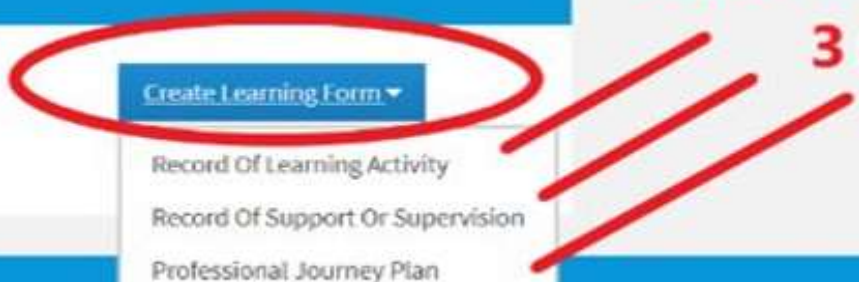 3
Create Learning Form
Record Of Learning Activity
Record Of Support Or Supervision
Professional Journey Plan